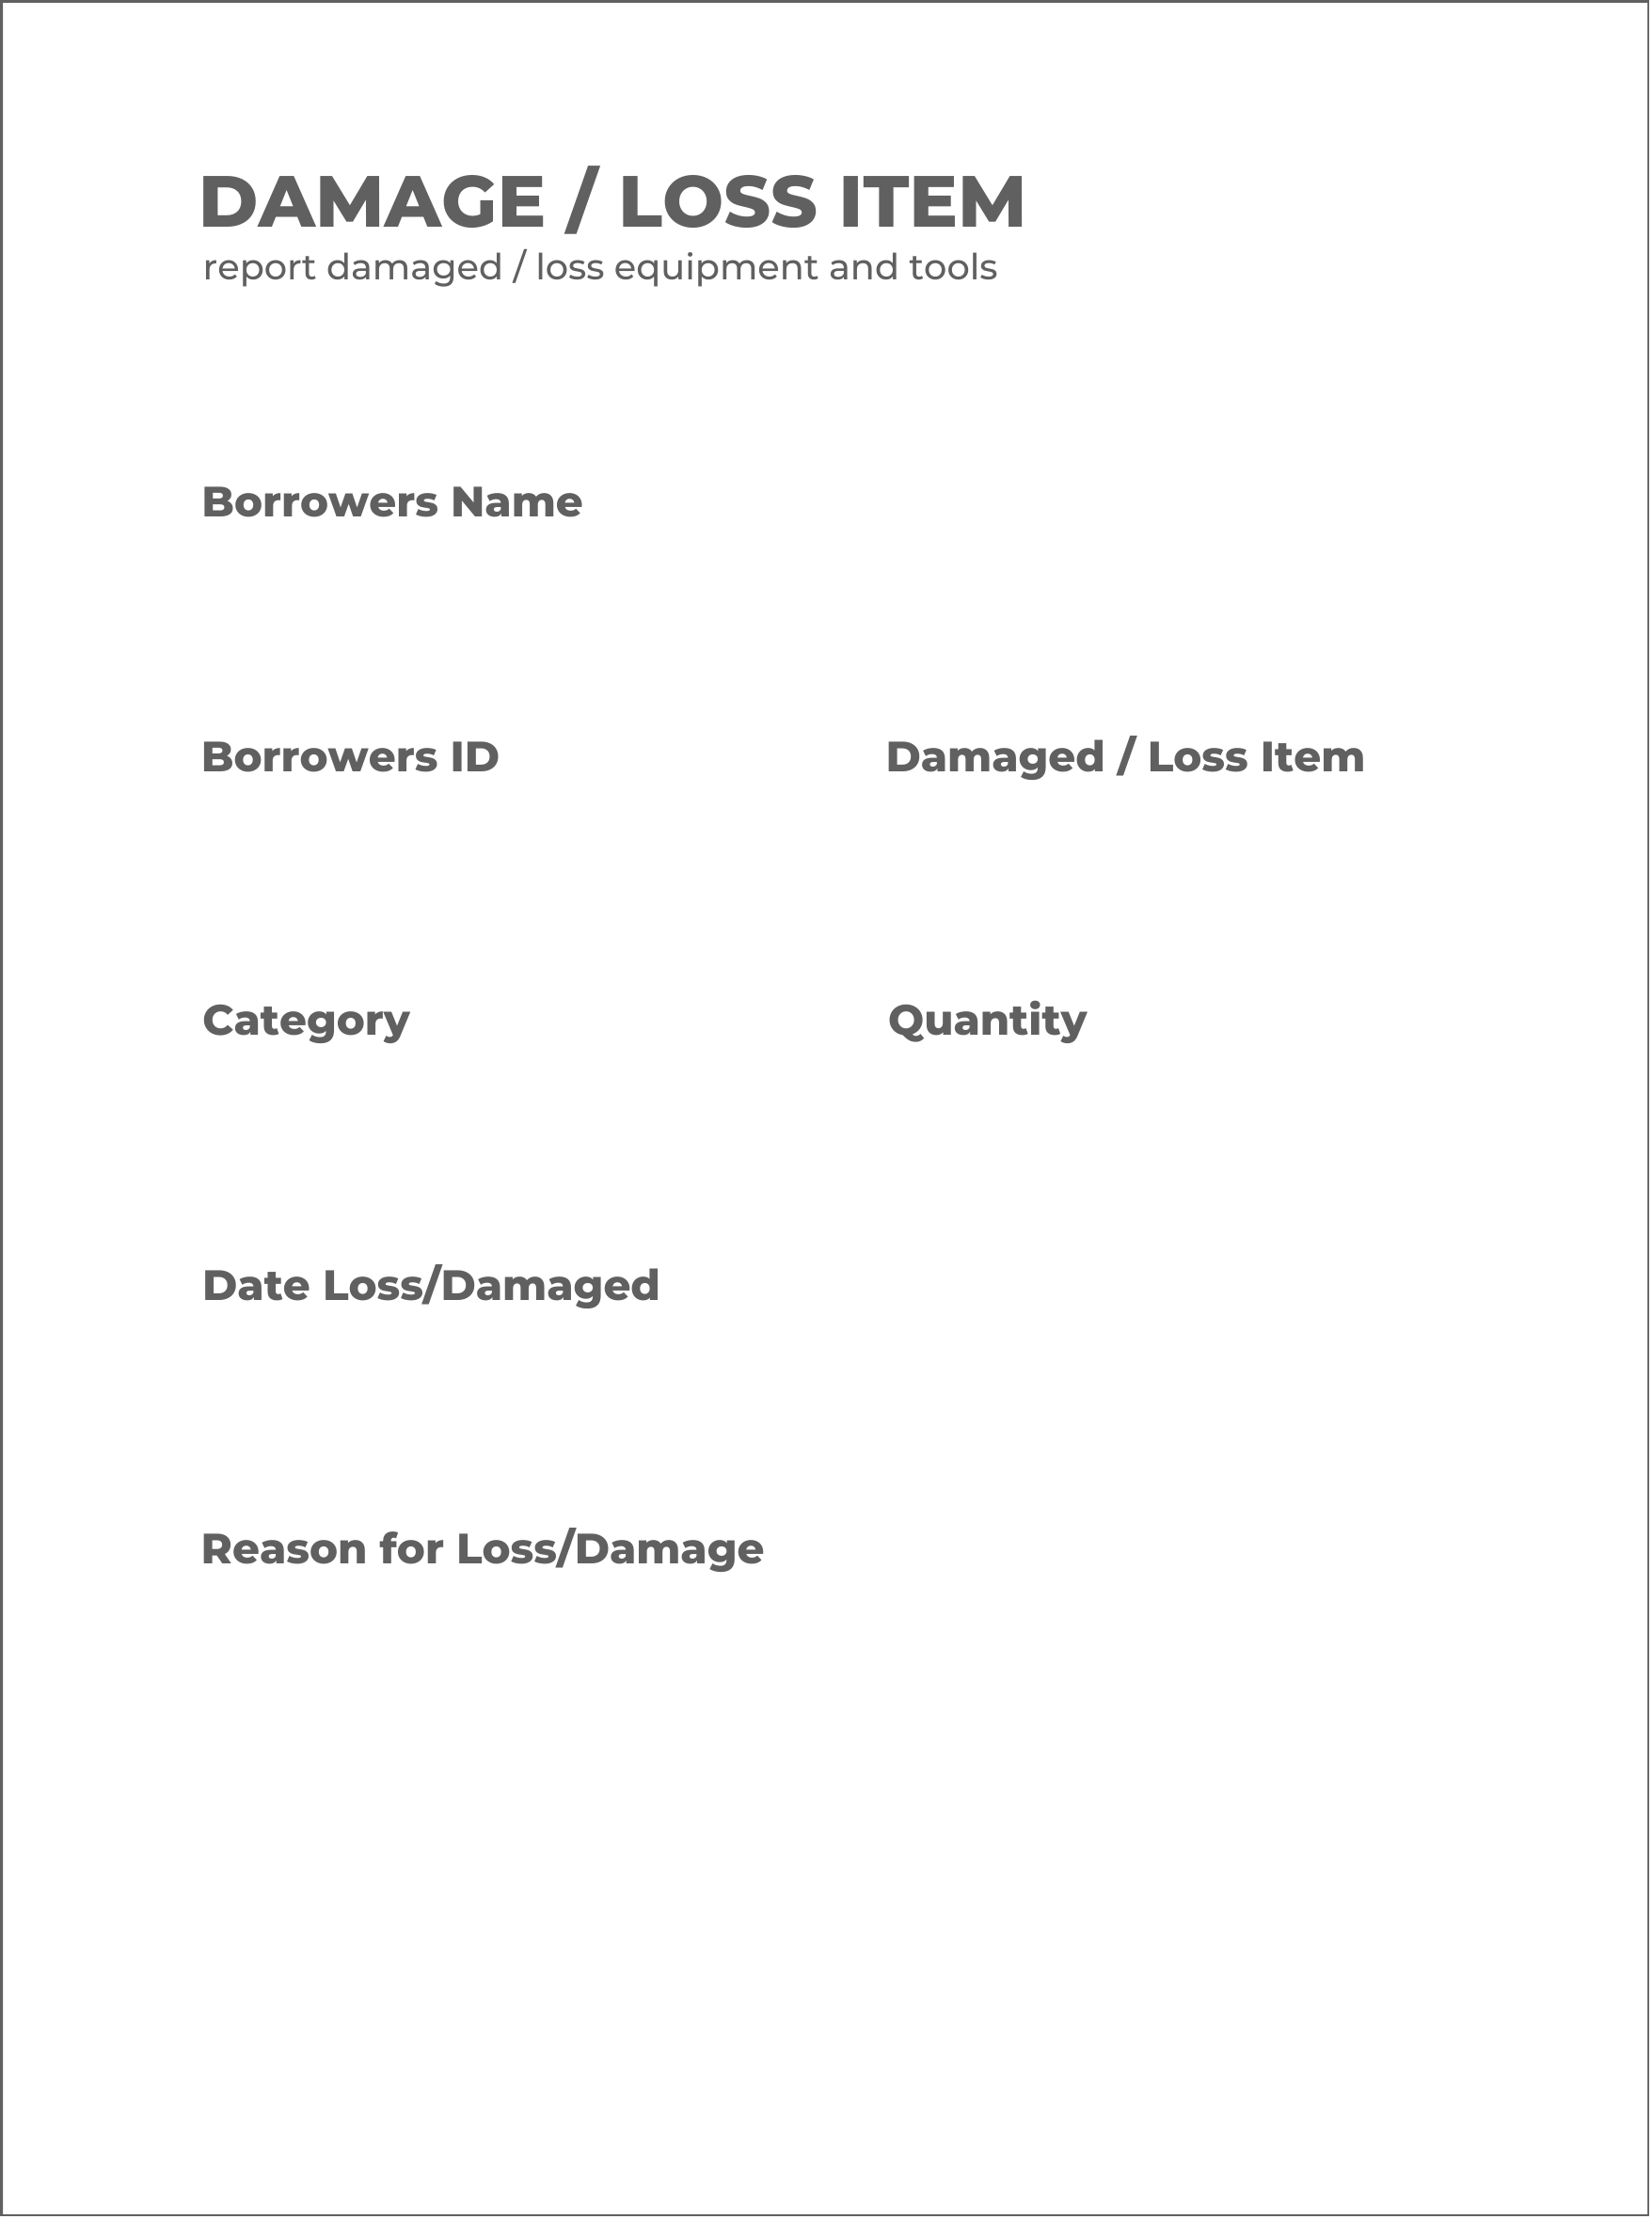 DAMAGE / LOSS ITEM
report damaged / loss equipment and tools
Borrowers Name
Borrowers ID
Damaged / Loss Item
Category
Quantity
Date Loss/Damaged
Reason for Loss/Damage